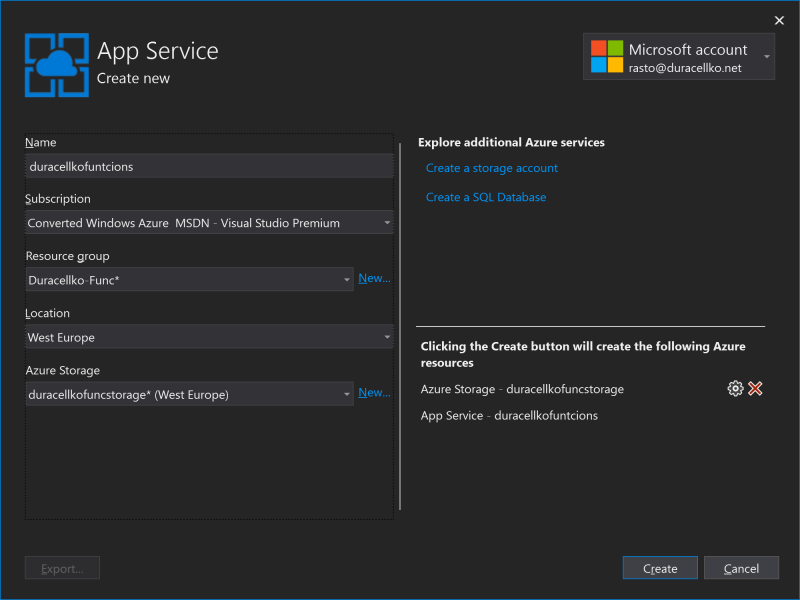 App Service
Create new
Microsoft account
rasto@duracellko.net
Name
duracellkofuntcions
Subscription
Converted Windows Azure  MSDN - Visual Studio Premium
Resource group
Duracellko-Func*
New...
Location
West Europe
Azure Storage
duracellkofuncstorage* (West Europe)
New...
Explore additional Azure services
Create a storage account
Create a SQL Database
Clicking the Create button will create the following Azure
resources
Azure Storage - duracellkofuncstorage
App Service - duracellkofuntcions
Export...
Create
Cancel